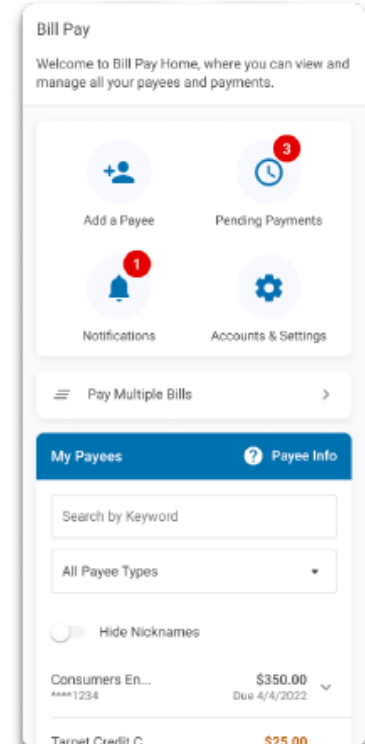 Bill Pay
Welcome to Bill Pay Home, where you can view and
manage all your payees and payments.
3
Add a Payee Pending Payments
1
Notifications Accounts & Settings
Pay Multiple Bills
My Payees ? Payee Info
Search by Keyword
All Payee Types
Hide Nicknames
Consumers En... $350.00
****1234 Due 4/4/2022
Target Credit C $25.00